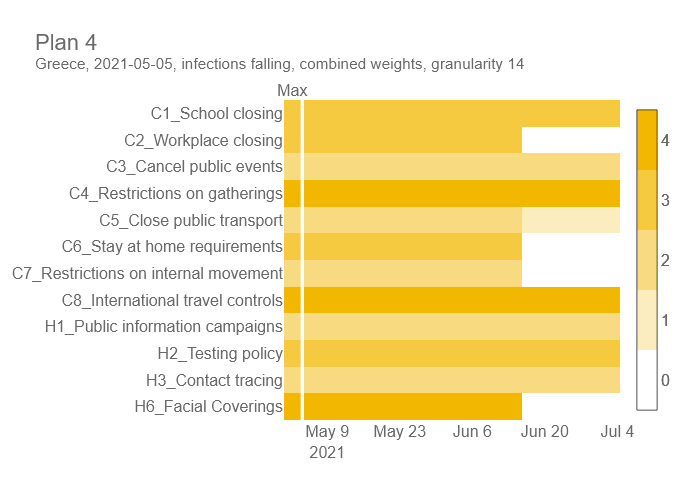 Plan 4
Greece, 2021-05-05, infections falling, combined weights, granularity 14
Max
C1_School closing
C2_Workplace closing
C3_Cancel public events
C4_Restrictions on gatherings
C5_Close public transport
C6_Stay at home requirements
C7_Restrictions on internal movement
C8_International travel controls
H1_Public information campaigns
H2_Testing policy
H3_Contact tracing
H6_Facial Coverings
May 9 May 23 Jun 6 Jun 20 Jul 4
2021
4
3
2
1
0